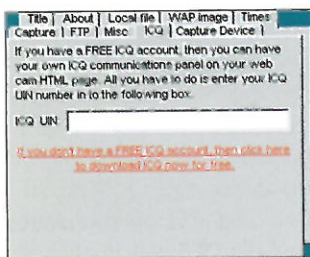 Title | About | Local file | WAP image | Times
Capture | FTP | Misc ICQ | Capture Device |
If you have a FREE ICQ account, then you can have
your own ICQ communications panel on your web
cam HTML page. All you have to do is enter your ICQ
UIN number in to the following box.
ICQ UIN:
If you dont have a FREE ICQ account, then click here
to download ICQ now for free.